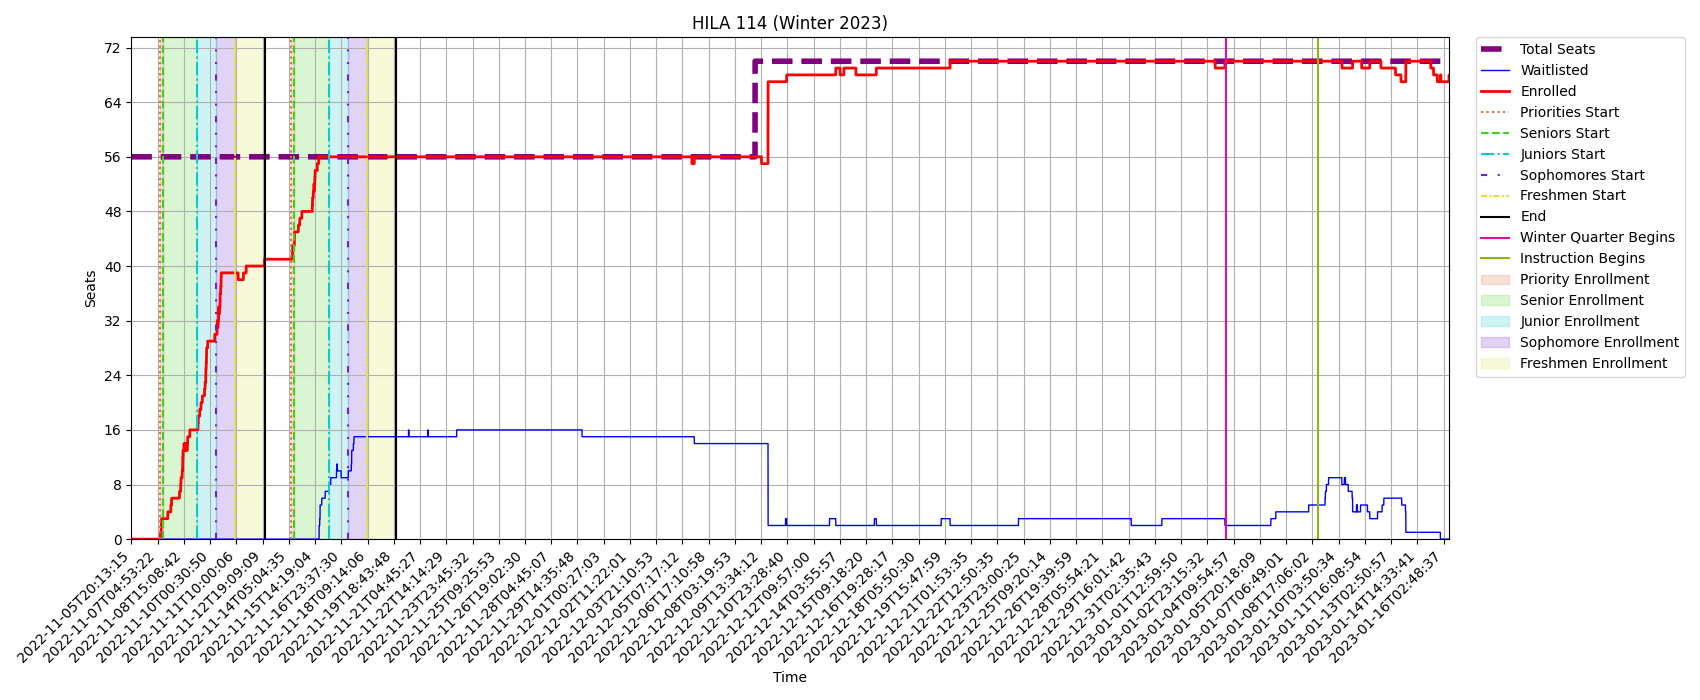 HILA 114 (Winter 2023)
72
64
56
48
40
32
24
16
8
0
Seats
2022-11-05T20:13:15
2022-11-07T04:53:22
2022-11-08T15:08:42
2022-11-10T00:30:50
2022-11-11T10:00:06
2022-11-12T19:09:09
2022-11-14T05:04:35
2022-11-15T14:19:04
2022-11-16T23:37:30
2022-11-18T09:14:06
2022-11-19T18:43:48
2022-11-21T04:45:27
2022-11-22T14:14:29
2022-11-23T23:45:32
2022-11-25T09:25:53
2022-11-26T19:02:30
2022-11-28T04:45:07
2022-11-29T14:35:48
2022-12-01T00:27:03
2022-12-02T11:22:01
2022-12-03T21:10:53
2022-12-05T07:17:12
2022-12-06T17:10:58
2022-12-08T03:19:53
2022-12-09T13:34:12
2022-12-10T23:28:40
2022-12-12T09:57:00
2022-12-14T03:55:57
2022-12-15T09:18:20
2022-12-16T19:28:17
2022-12-18T05:50:30
2022-12-19T15:47:59
2022-12-21T01:53:35
2022-12-22T12:50:35
2022-12-23T23:00:25
2022-12-25T09:20:14
2022-12-26T19:39:59
2022-12-28T05:54:21
2022-12-29T16:01:42
2022-12-31T02:35:43
2023-01-01T12:59:50
2023-01-02T23:15:32
2023-01-04T09:54:57
2023-01-05T20:18:09
2023-01-07T06:49:01
2023-01-08T17:06:02
2023-01-10T03:50:34
2023-01-11T16:08:54
2023-01-13T02:50:57
2023-01-14T14:33:41
2023-01-16T02:48:37
Time
Total Seats
Waitlisted
Enrolled
Priorities Start
Seniors Start
Juniors Start
Sophomores Start
Freshmen Start
End
Winter Quarter Begins
Instruction Begins
Priority Enrollment
Senior Enrollment
Junior Enrollment
Sophomore Enrollment
Freshmen Enrollment